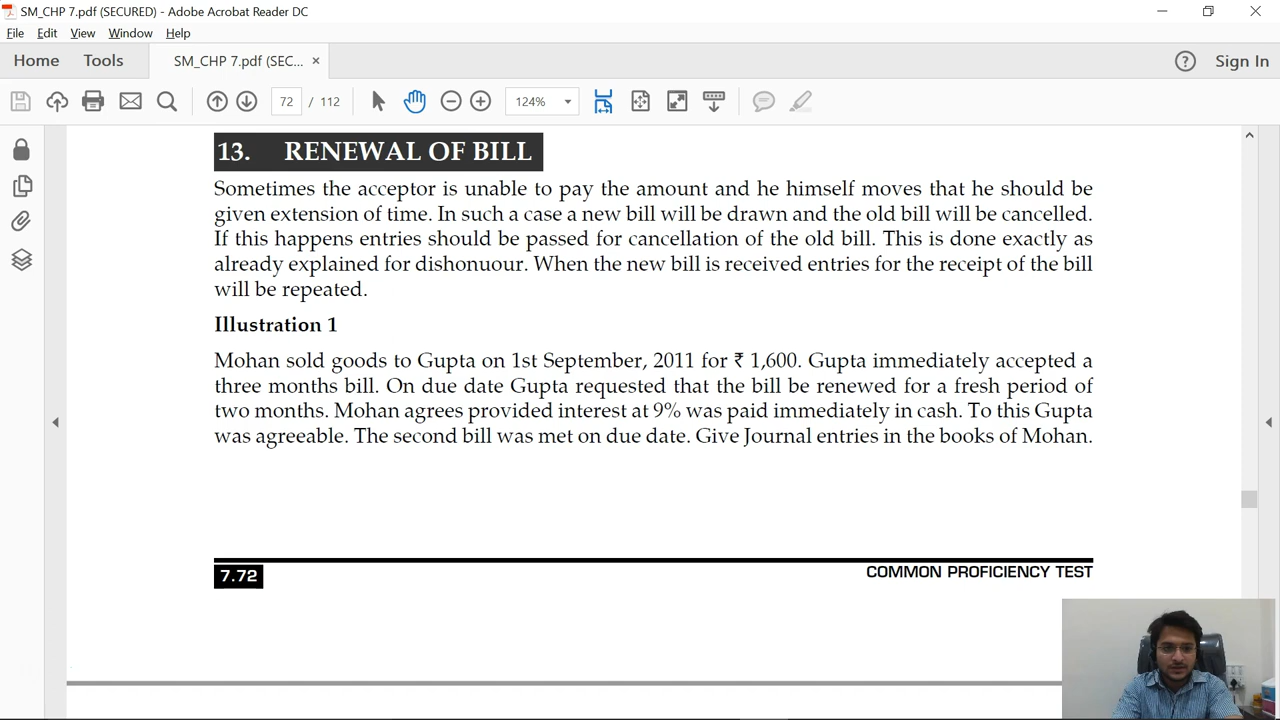 SM_CHP 7.pdf (SECURED) - Adobe Acrobat Reader DC
File Edit View Window Help
Home Tools SM_CHP 7.pdf (SEC... × ? Sign In
72 / 112 124%
13. RENEWAL OF BILL
Sometimes the acceptor is unable to pay the amount and he himself moves that he should be
given extension of time. In such a case a new bill will be drawn and the old bill will be cancelled.
If this happens entries should be passed for cancellation of the old bill. This is done exactly as
already explained for dishonuour. When the new bill is received entries for the receipt of the bill
will be repeated.
Illustration 1
Mohan sold goods to Gupta on 1st September, 2011 for ₹ 1,600. Gupta immediately accepted a
three months bill. On due date Gupta requested that the bill be renewed for a fresh period of
two months. Mohan agrees provided interest at 9% was paid immediately in cash. To this Gupta
was agreeable. The second bill was met on due date. Give Journal entries in the books of Mohan.
7.72 COMMON PROFICIENCY TEST